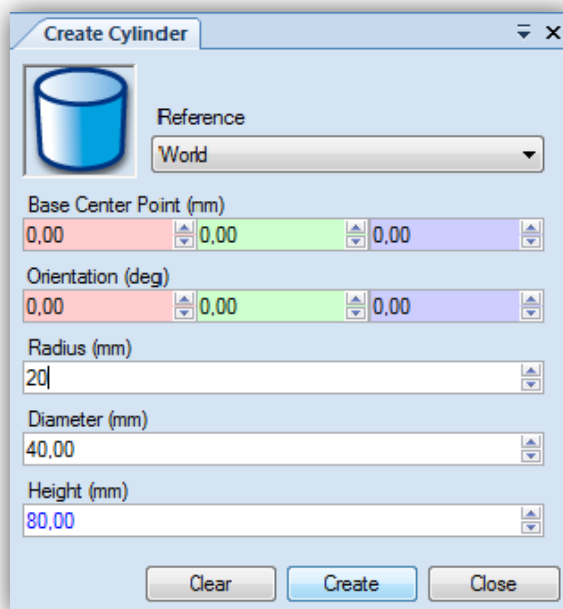 Create Cylinder
Reference
World
Base Center Point (mm)
0,00 0,00 0,00
Orientation (deg)
0,00 0,00 0,00
Radius (mm)
20
Diameter (mm)
40,00
Height (mm)
80,00
Clear Create Close